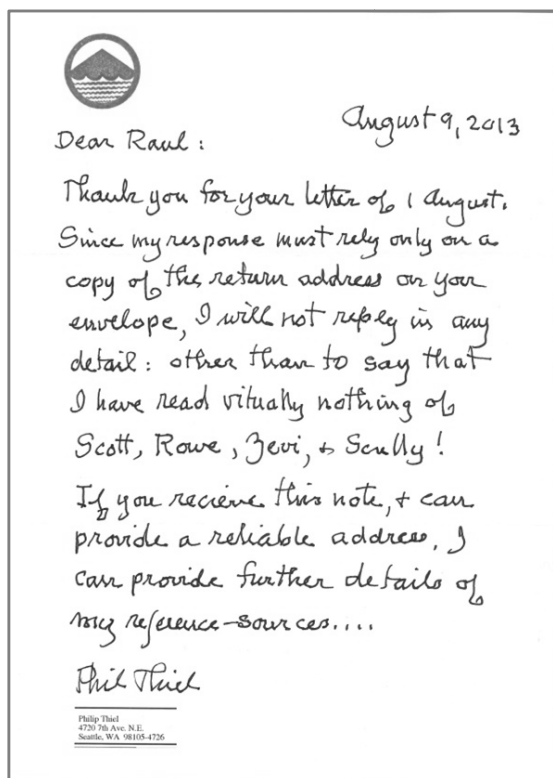 August 9, 2013
Dear Raul:
Thank you for your letter of 1 August.
Since my response must rely only on a
copy of the return address on your
envelope, I will not reply in any
detail: other than to say that
I have read vitually nothing of
Scott, Rowe, Zevi, & Scully!
If you recieve this note, & can
provide a reliable address, I
can provide further details of
my reference-sources....
Phil Thiel
Philip Thiel
4720 7th Ave. N.E.
Seattle, WA 98105-4726